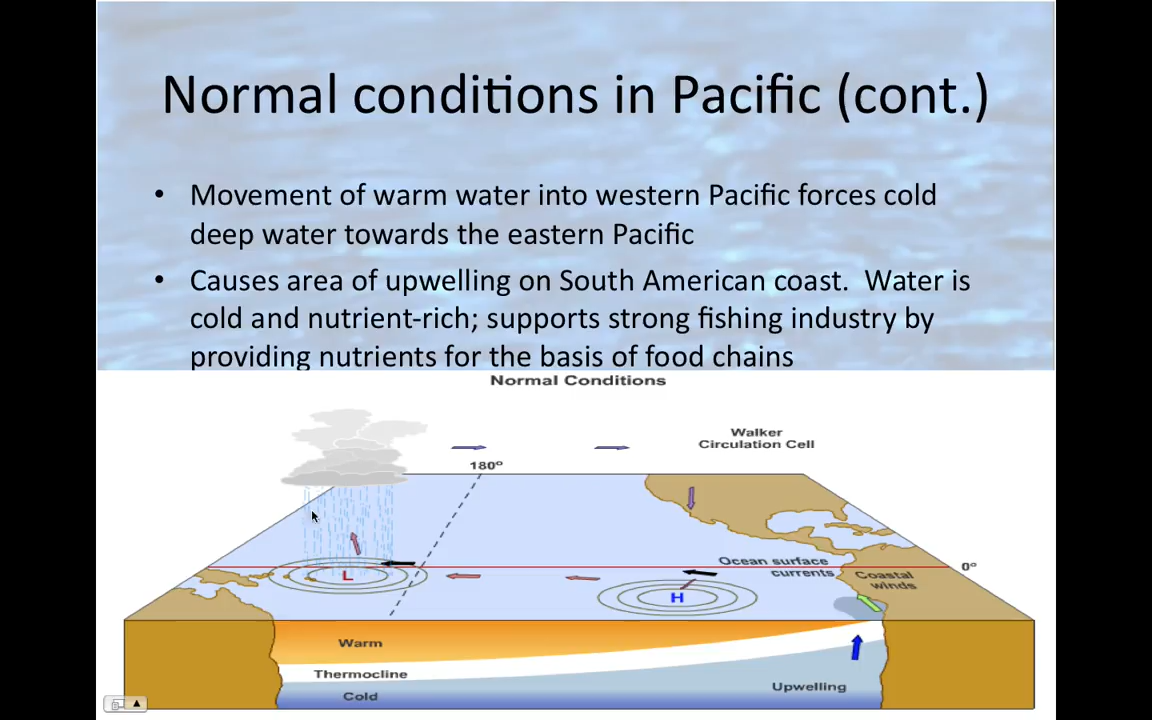 Normal conditions in Pacific (cont.)
• Movement of warm water into western Pacific forces cold
deep water towards the eastern Pacific
• Causes area of upwelling on South American coast.  Water is
cold and nutrient-rich; supports strong fishing industry by
providing nutrients for the basis of food chains
Normal Conditions
Walker
Circulation Cell
180º
Ocean surface
currents
0º
Coastal
winds
L
H
Warm
Thermocline
Cold
Upwelling